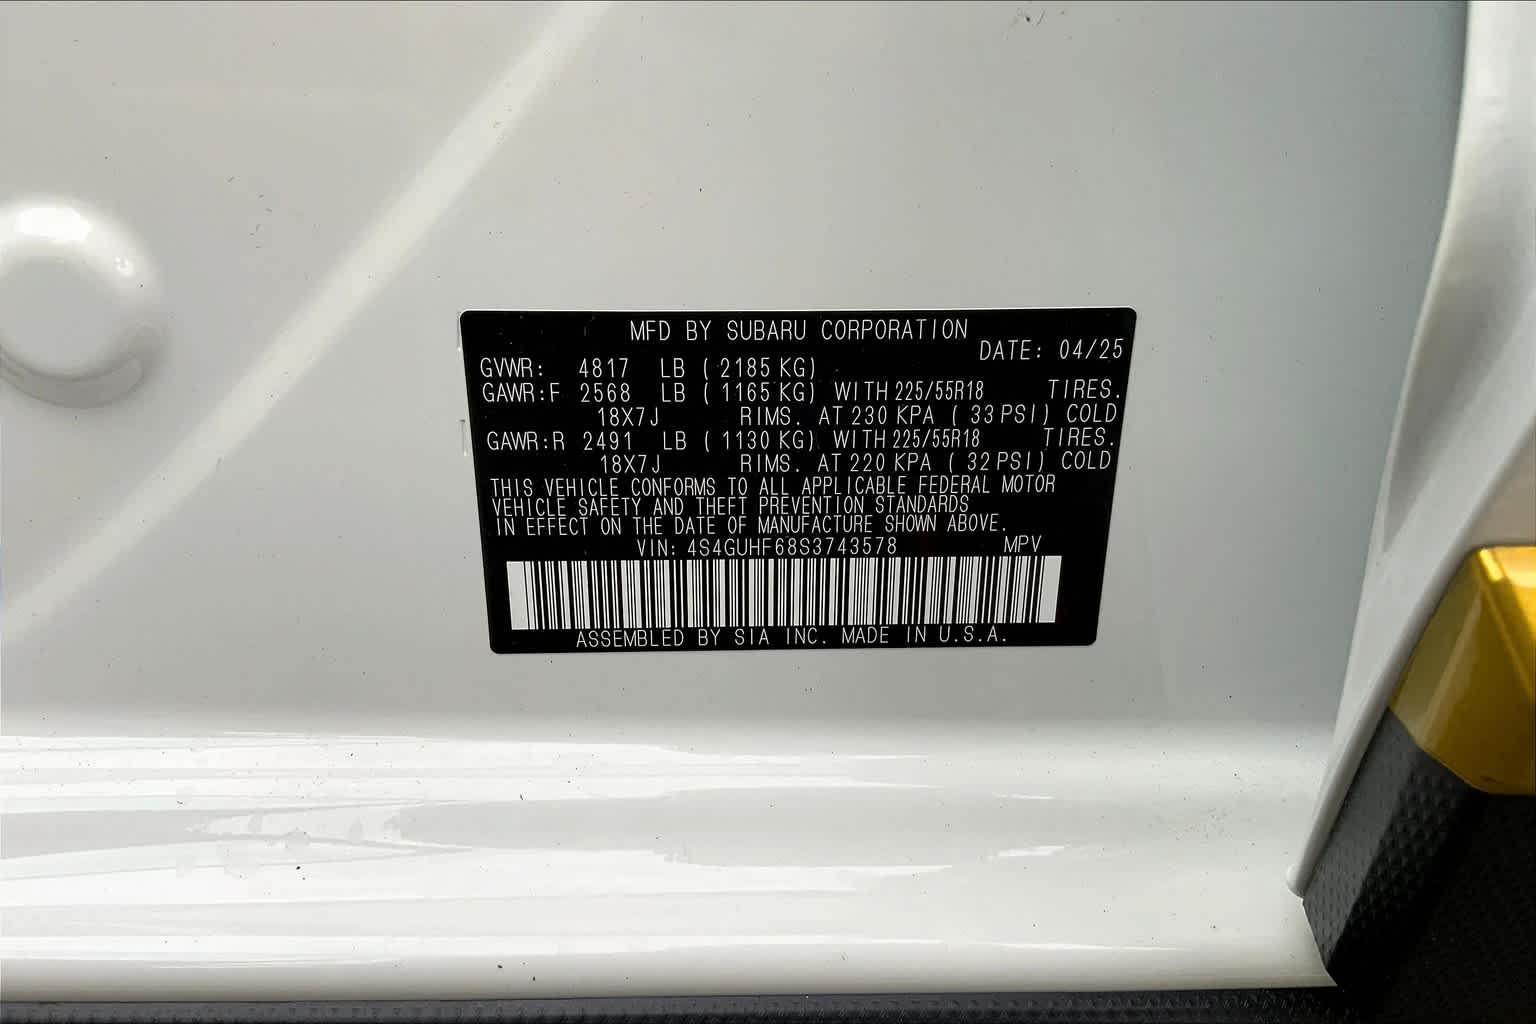 MFD BY SUBARU CORPORATION
DATE: 04/25
GVWR: 4817 LB ( 2185 KG)
GAWR:F 2568 LB ( 1165 KG) WITH 225/55R18 TIRES.
18X7J RIMS. AT 230 KPA ( 33 PSI) COLD
GAWR:R 2491 LB ( 1130 KG) WITH 225/55R18 TIRES.
18X7J RIMS. AT 220 KPA ( 32 PSI) COLD
THIS VEHICLE CONFORMS TO ALL APPLICABLE FEDERAL MOTOR
VEHICLE SAFETY AND THEFT PREVENTION STANDARDS
IN EFFECT ON THE DATE OF MANUFACTURE SHOWN ABOVE.
VIN: 4S4GUHF68S3743578 MPV
ASSEMBLED BY SIA INC. MADE IN U.S.A.